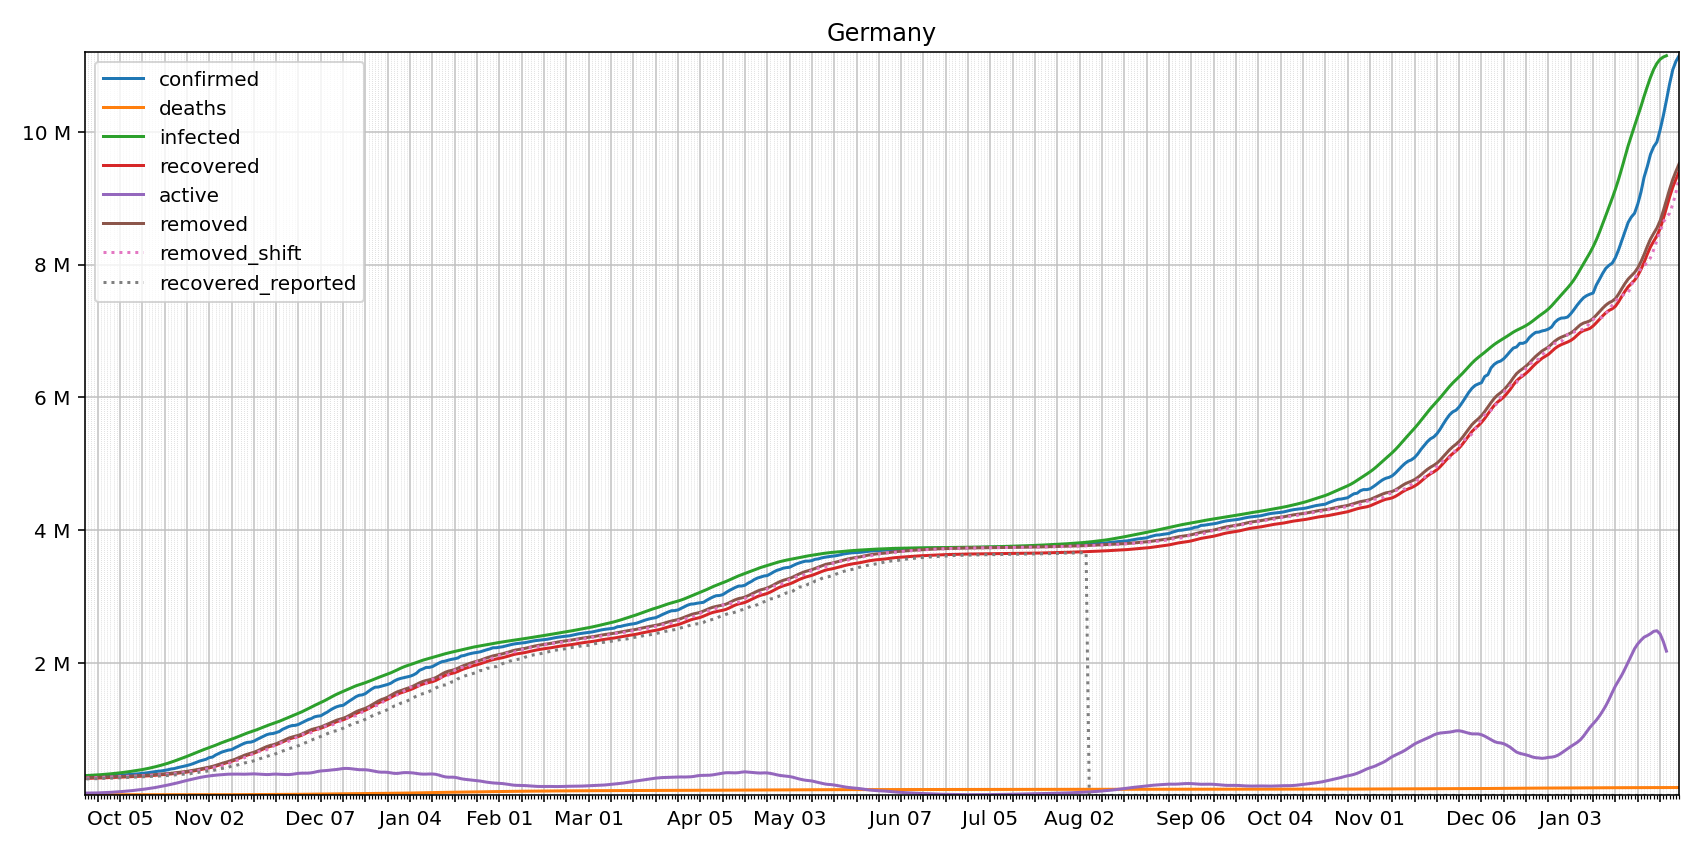 Germany
confirmed
deaths
infected
recovered
active
removed
removed_shift
recovered_reported
10 M
8 M
6 M
4 M
2 M
Oct 05 Nov 02 Dec 07 Jan 04 Feb 01 Mar 01 Apr 05 May 03 Jun 07 Jul 05 Aug 02 Sep 06 Oct 04 Nov 01 Dec 06 Jan 03